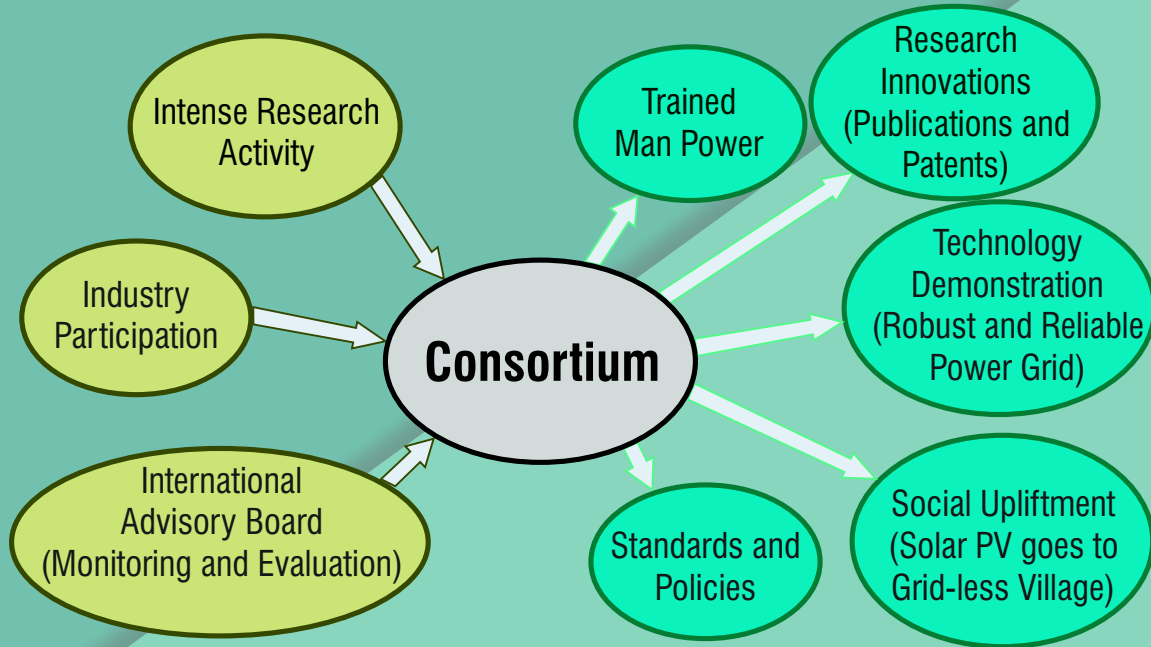 Intense Research
Activity
Industry
Participation
International
Advisory Board
(Monitoring and Evaluation)
Consortium
Trained
Man Power
Research
Innovations
(Publications and
Patents)
Technology
Demonstration
(Robust and Reliable
Power Grid)
Social Upliftment
(Solar PV goes to
Grid-less Village)
Standards and
Policies